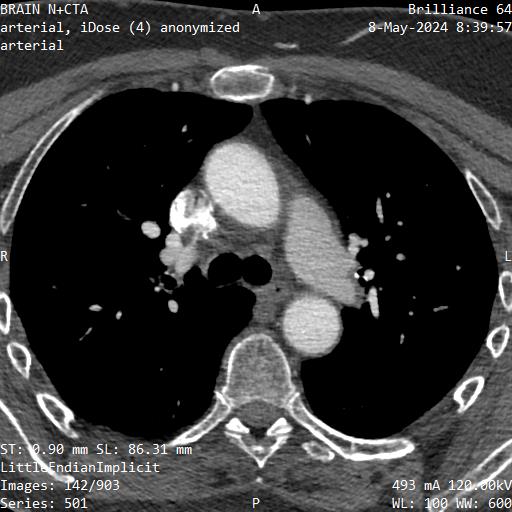 BRAIN N+CTA
A
Brilliance 64
arterial, iDose (4) anonymized
8-May-2024 8:39:57
arterial
R
L
ST: 0.90 mm SL: 86.31 mm
LittleEndianImplicit
Images: 142/903
493 mA 120.00kV
Series: 501
P
WL: 100 WW: 600